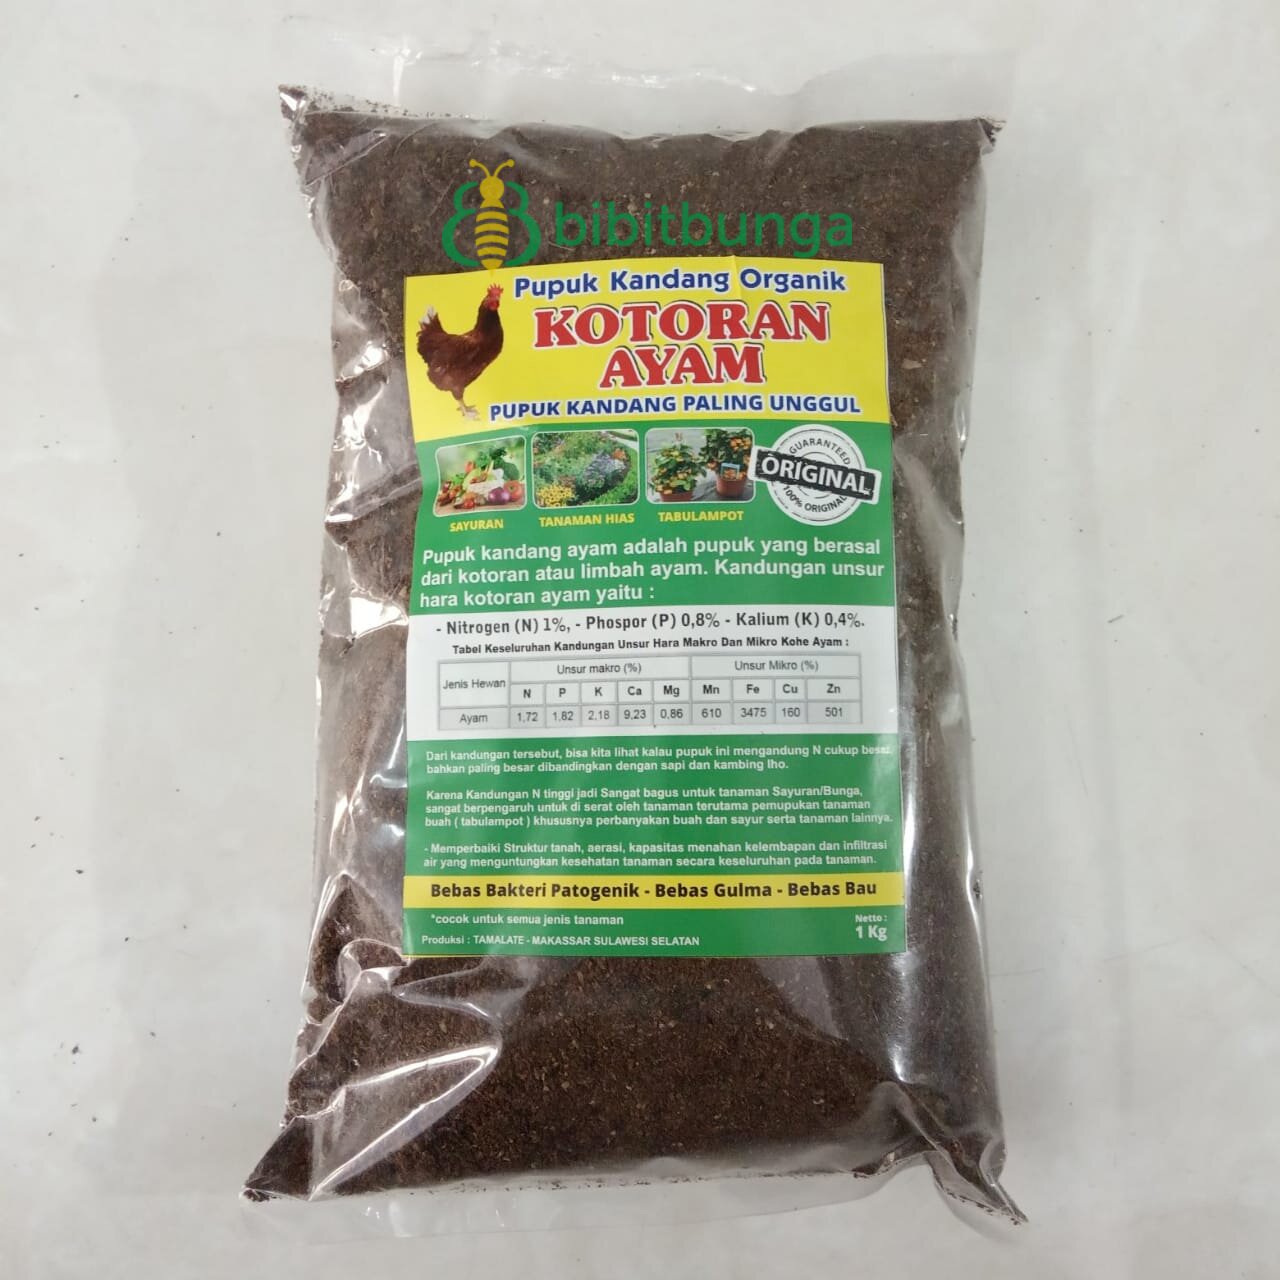 bibitbunga
Pupuk Kandang Organik
KOTORAN
AYAM
PUPUK KANDANG PALING UNGGUL
GUARANTEED
ORIGINAL
100% ORIGINAL
SAYURAN
TANAMAN HIAS
TABULAMPOT
Pupuk kandang ayam adalah pupuk yang berasal
dari kotoran atau limbah ayam. Kandungan unsur
hara kotoran ayam yaitu :
- Nitrogen (N) 1%, - Phospor (P) 0,8% - Kalium (K) 0,4%.
Tabel Keseluruhan Kandungan Unsur Hara Makro Dan Mikro Kohe Ayam :
Jenis Hewan Unsur makro (%) Unsur Mikro (%)
N P K Ca Mg Mn Fe Cu Zn
Ayam 1,72 1,82 2,18 9,23 0,86 610 3475 160 501
Dari kandungan tersebut, bisa kita lihat kalau pupuk ini mengandung N cukup besar
bahkan paling besar dibandingkan dengan sapi dan kambing lho.
Karena Kandungan N tinggi jadi Sangat bagus untuk tanaman Sayuran/Bunga,
sangat berpengaruh untuk di serat oleh tanaman terutama pemupukan tanaman
buah ( tabulampot ) khususnya perbanyakan buah dan sayur serta tanaman lainnya.
- Memperbaiki Struktur tanah, aerasi, kapasitas menahan kelembapan dan infiltrasi
air yang menguntungkan kesehatan tanaman secara keseluruhan pada tanaman.
Bebas Bakteri Patogenik - Bebas Gulma - Bebas Bau
*cocok untuk semua jenis tanaman
Netto :
1 Kg
Produksi : TAMALATE - MAKASSAR SULAWESI SELATAN